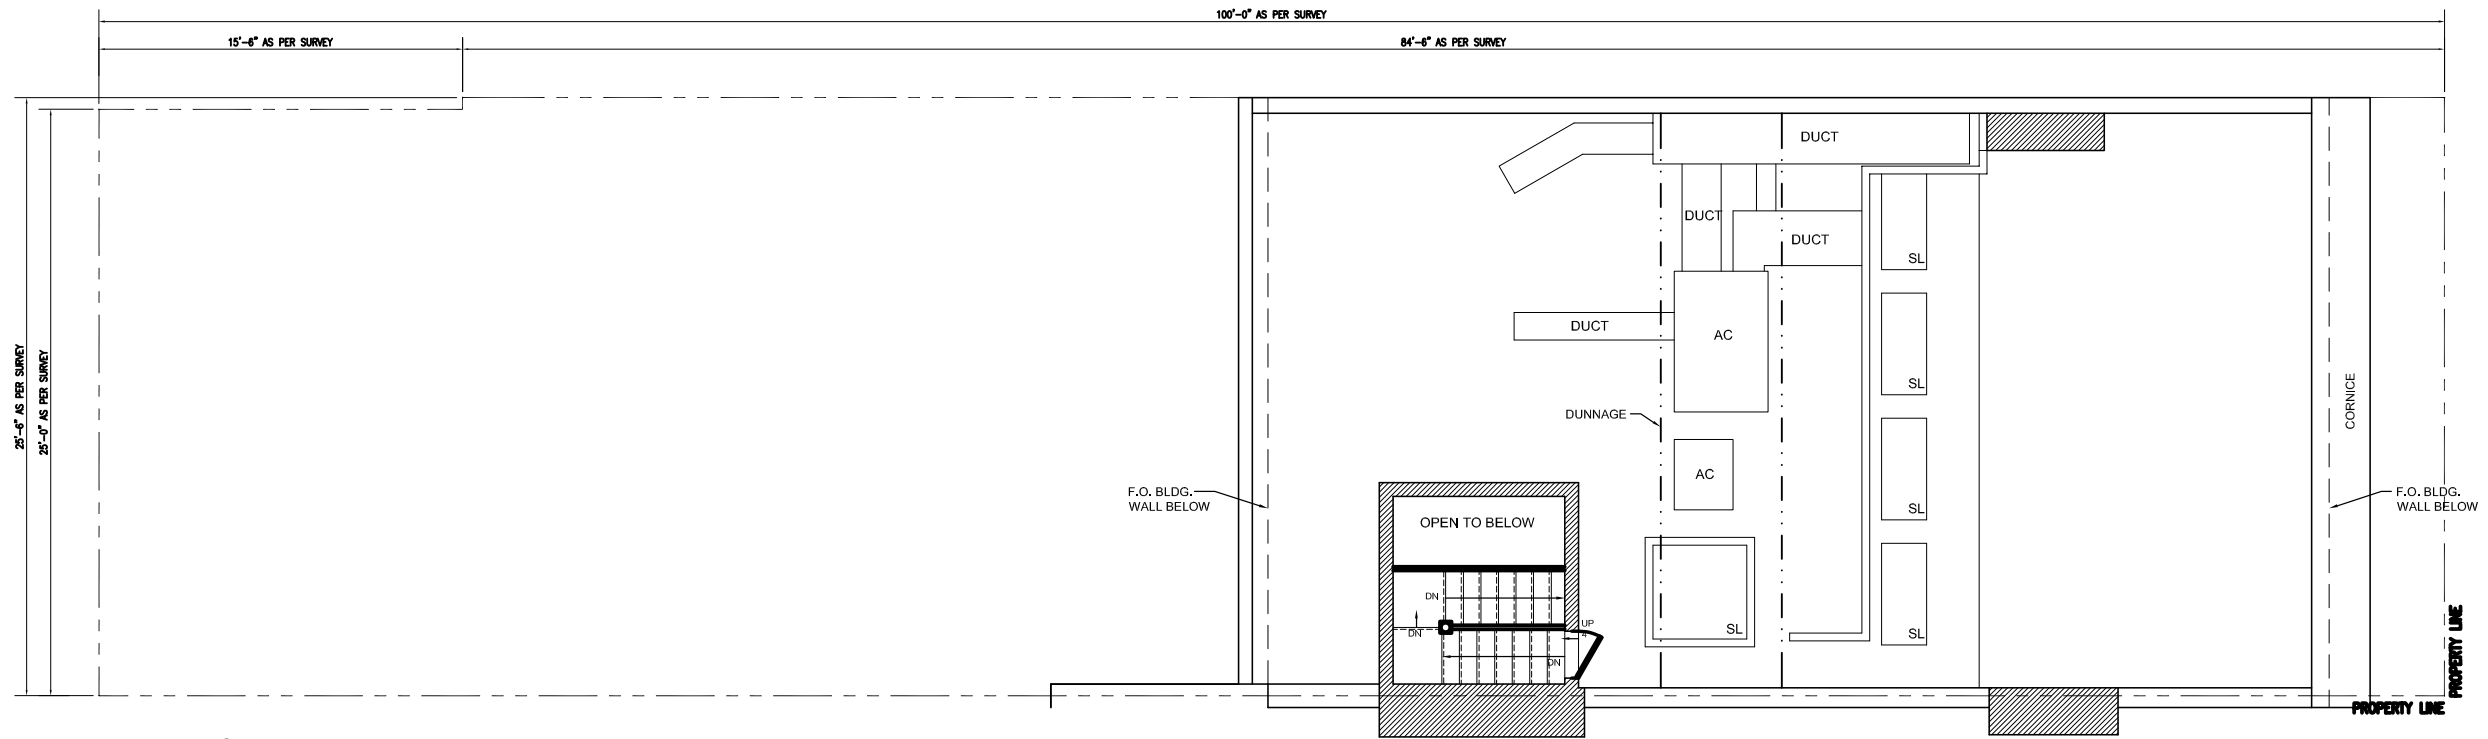 100'-0" AS PER SURVEY
15'-6" AS PER SURVEY
84'-6" AS PER SURVEY
25'-6" AS PER SURVEY
25'-0" AS PER SURVEY
DUCT
DUCT
DUCT
SL
DUCT
AC
SL
CORNICE
DUNNAGE
AC
F.O. BLDG.
WALL BELOW
F.O. BLDG.
WALL BELOW
OPEN TO BELOW
SL
DN
UP
4
DN
SL
SL
DN
PROPERTY LINE
PROPERTY LINE